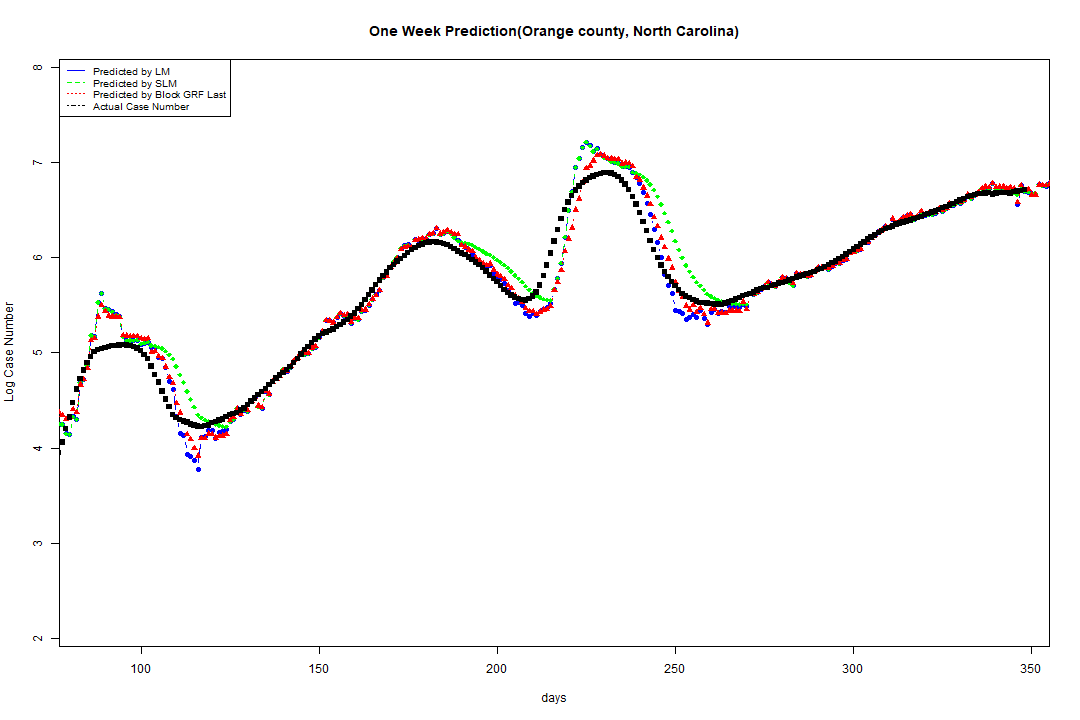 One Week Prediction(Orange county, North Carolina)
Predicted by LM
Predicted by SLM
Predicted by Block GRF Last
Actual Case Number
8
7
6
5
4
3
2
Log Case Number
100 150 200 250 300 350
days